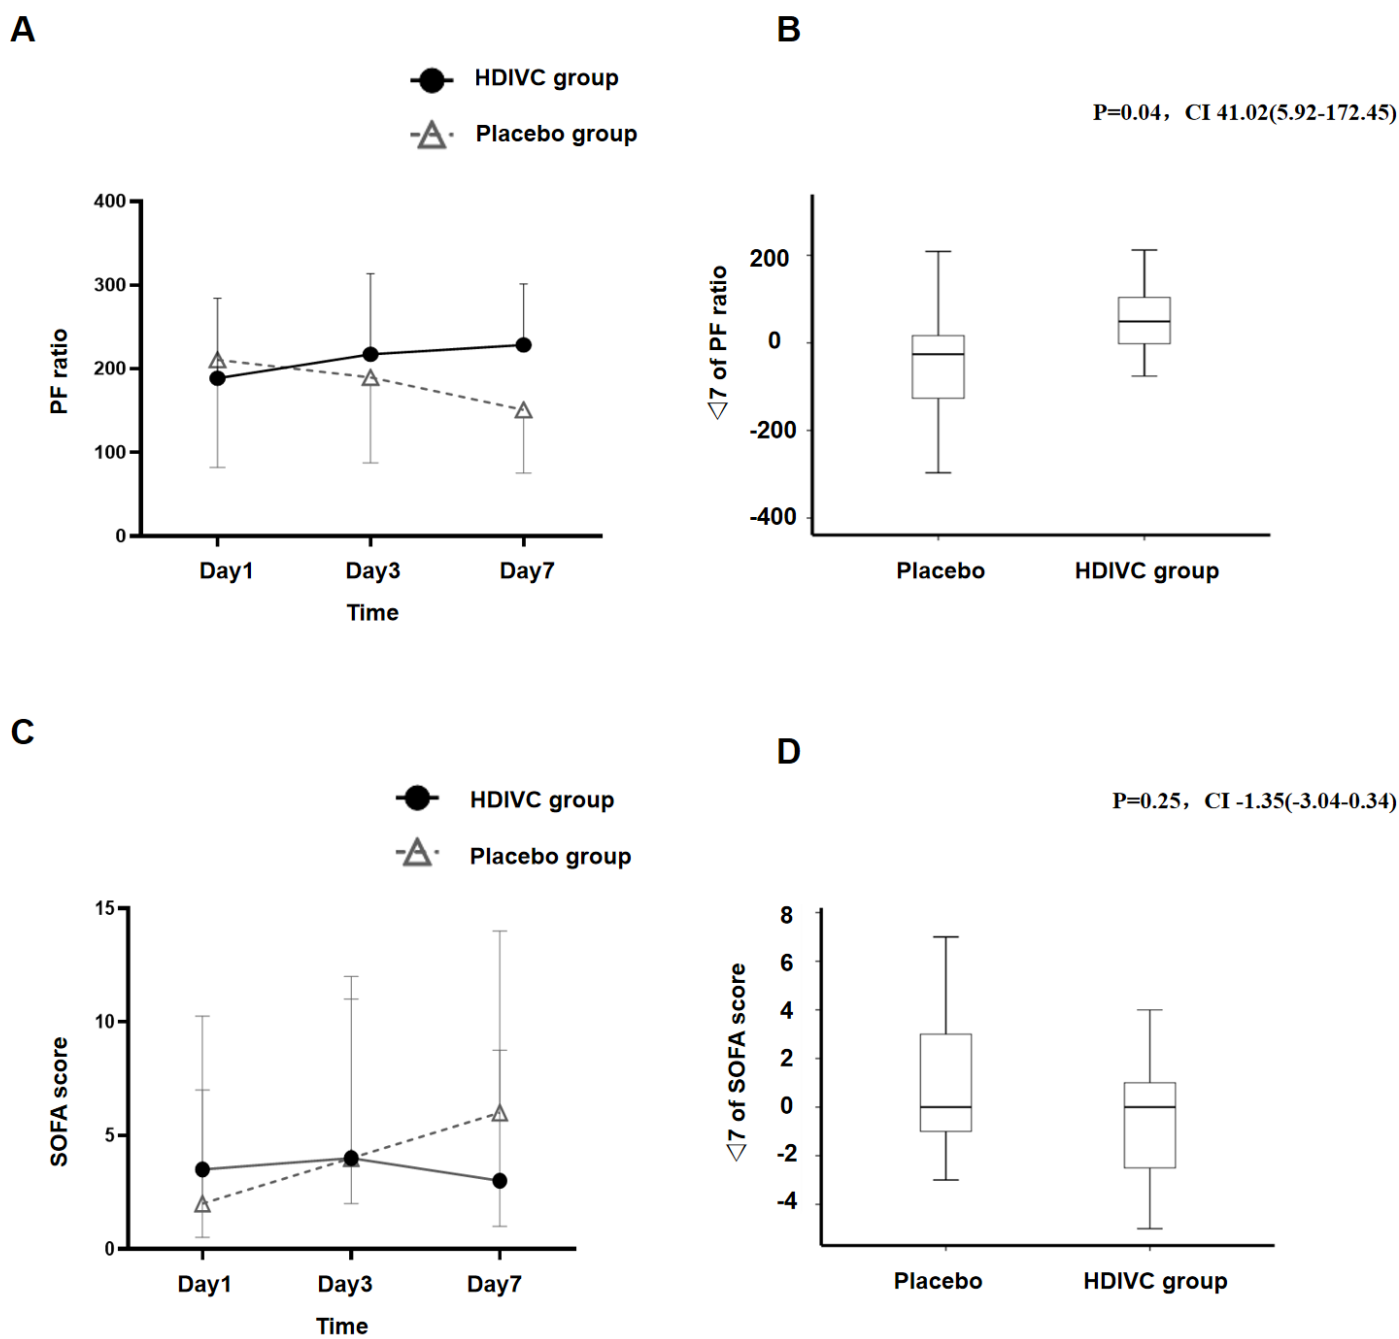 A
HDIVC group
Placebo group
400
300
200
100
0
PF ratio
Day1 Day3 Day7
Time
B
P=0.04，CI 41.02(5.92-172.45)
200
0
-200
-400
▽7 of PF ratio
Placebo HDIVC group
C
HDIVC group
Placebo group
15
10
5
0
SOFA score
Day1 Day3 Day7
Time
D
P=0.25，CI -1.35(-3.04-0.34)
8
6
4
2
0
-2
-4
▽7 of SOFA score
Placebo HDIVC group